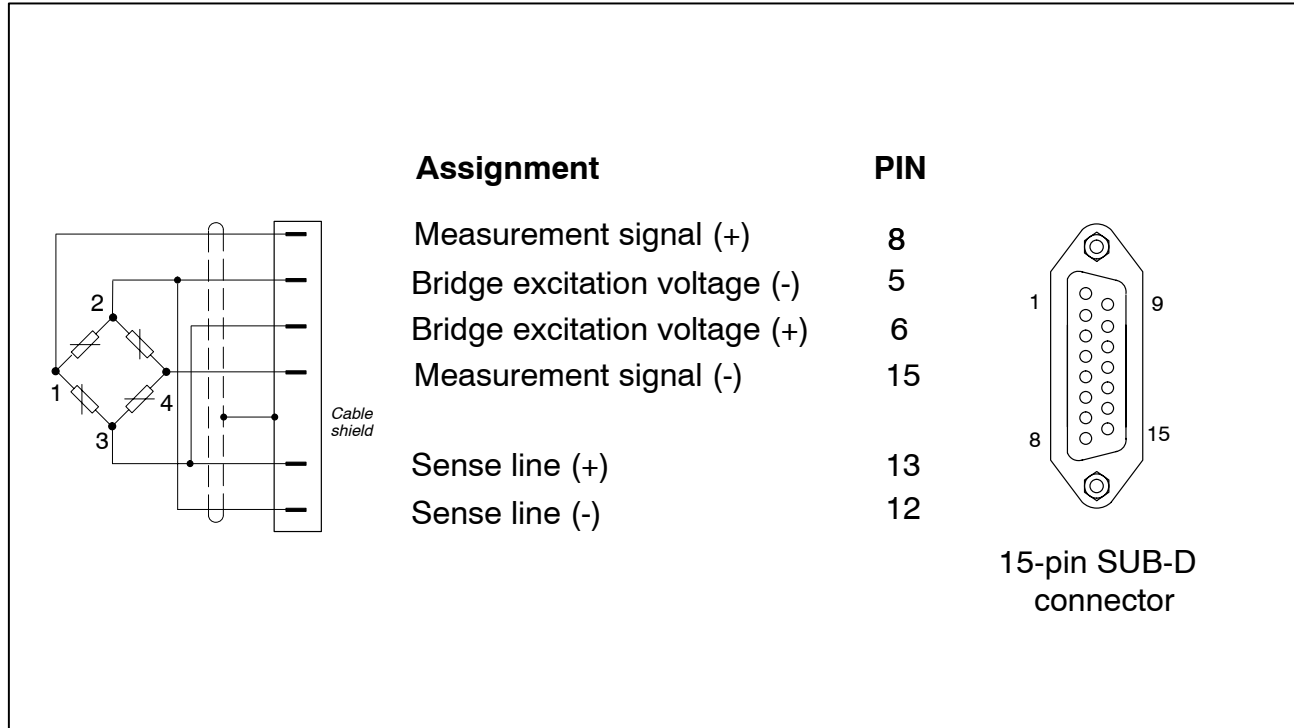 Assignment PIN
Measurement signal (+) 8
Bridge excitation voltage (-) 5
Bridge excitation voltage (+) 6
Measurement signal (-) 15
Sense line (+) 13
Sense line (-) 12
2
1
4
3
Cable
shield
1 9
8 15
15-pin SUB-D
connector